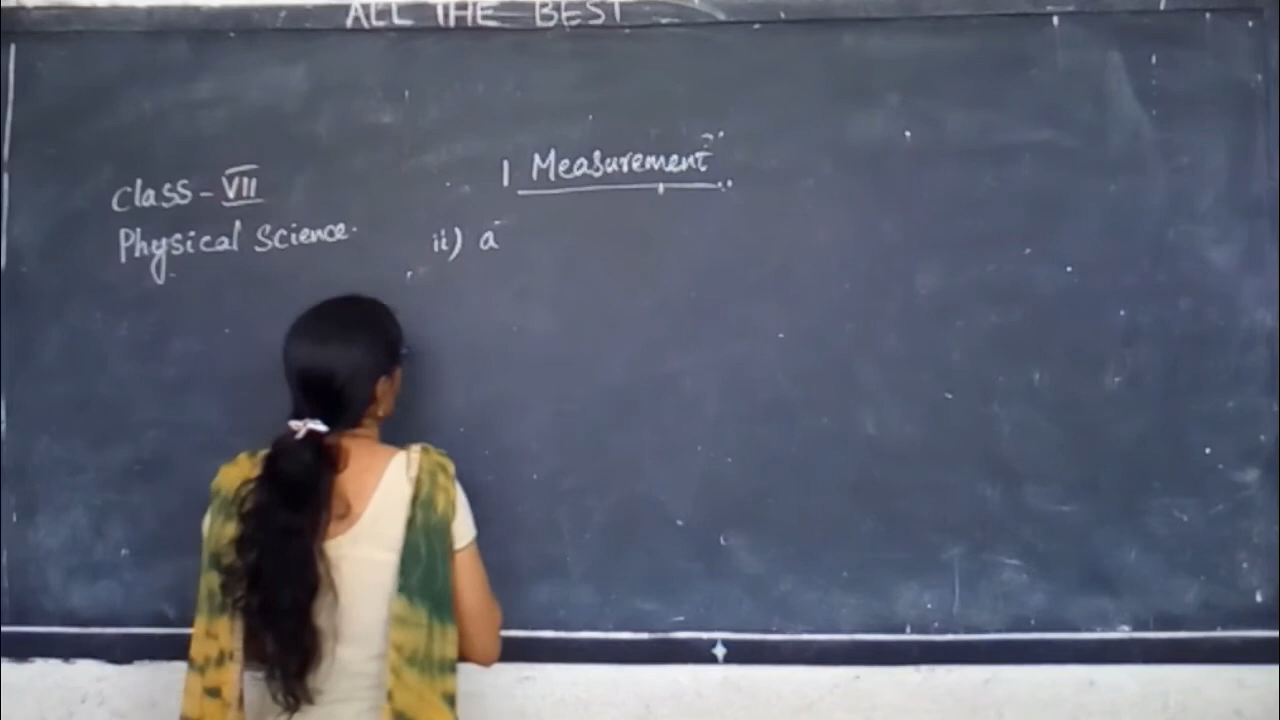 ALL THE BEST
1 Measurement
Class - VII
Physical Science.
ii) a